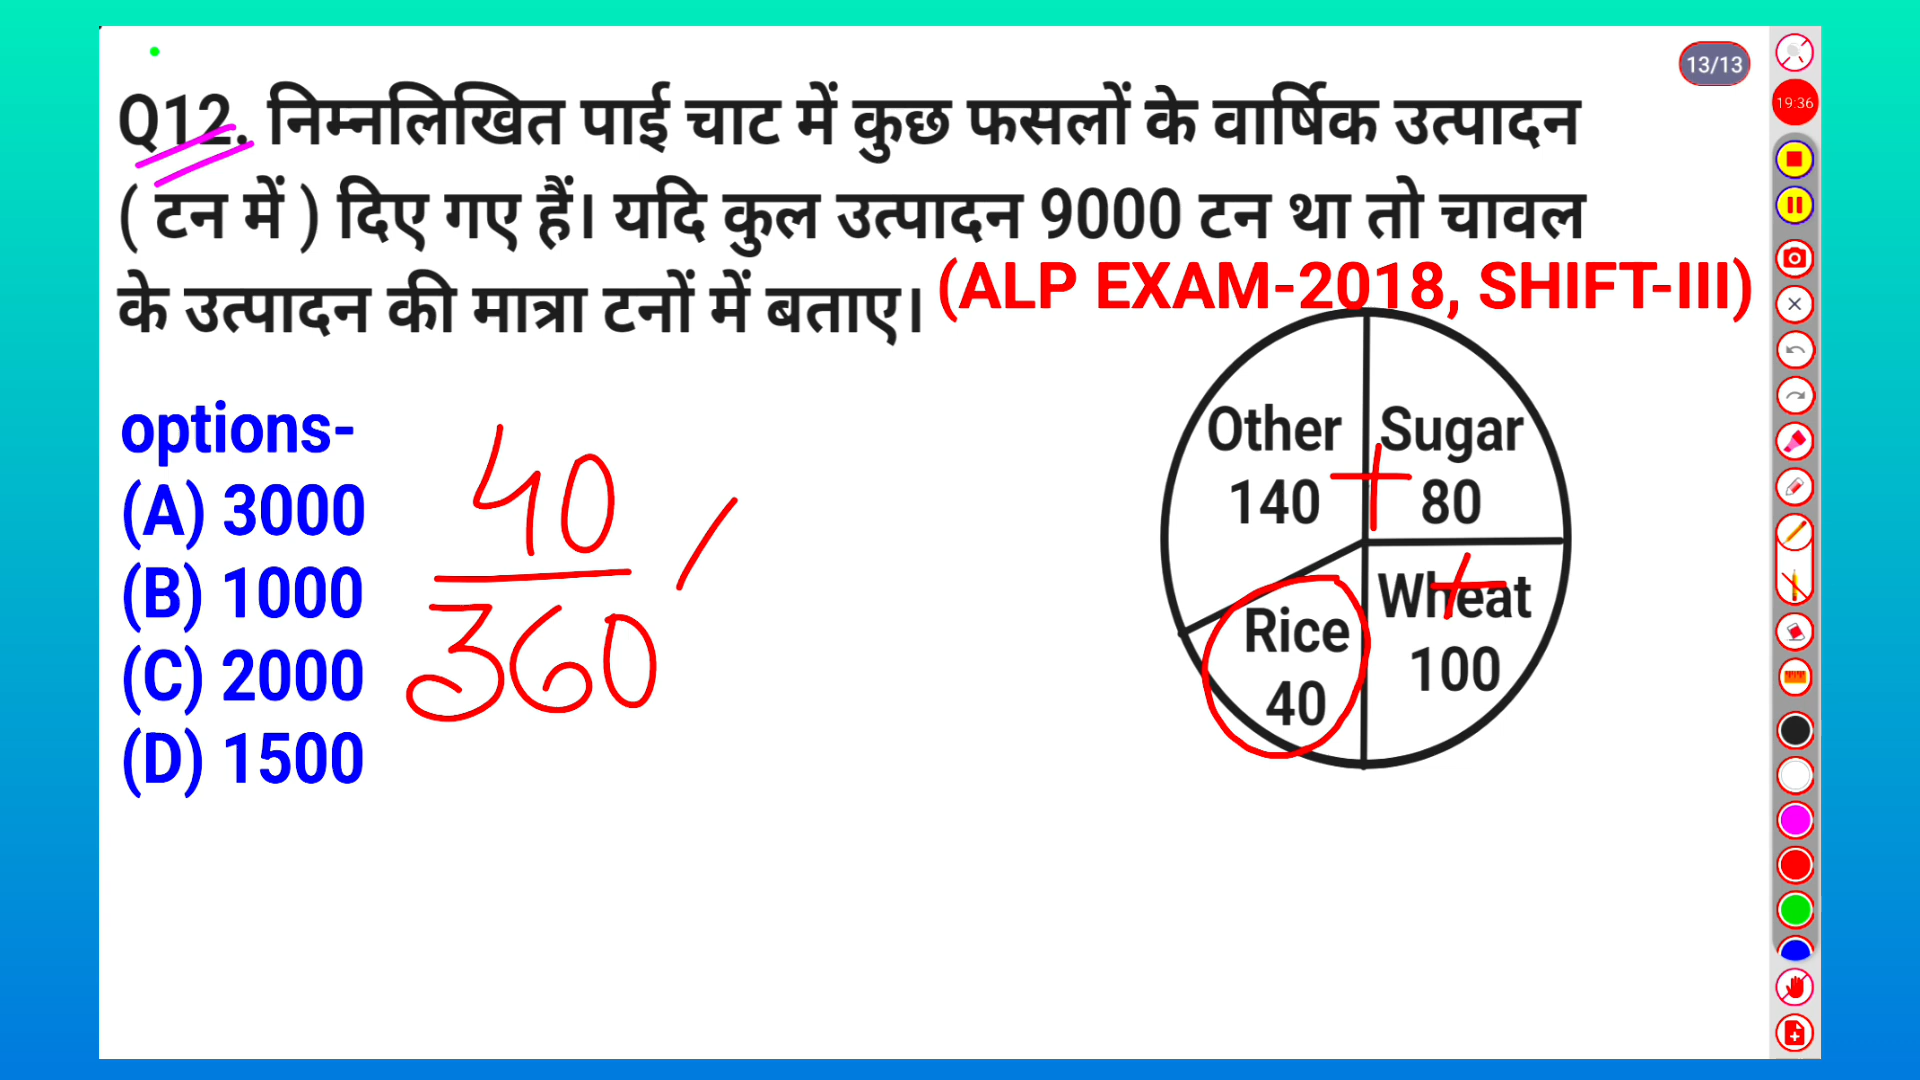 13/13
19:36
Q12. निम्नलिखित पाई चाट में कुछ फसलों के वार्षिक उत्पादन
( टन में ) दिए गए हैं। यदि कुल उत्पादन 9000 टन था तो चावल
के उत्पादन की मात्रा टनों में बताए।
(ALP EXAM-2018, SHIFT-III)
options-
(A) 3000
(B) 1000
(C) 2000
(D) 1500
40
360
Other
140
Sugar
80
Rice
40
Wheat
100